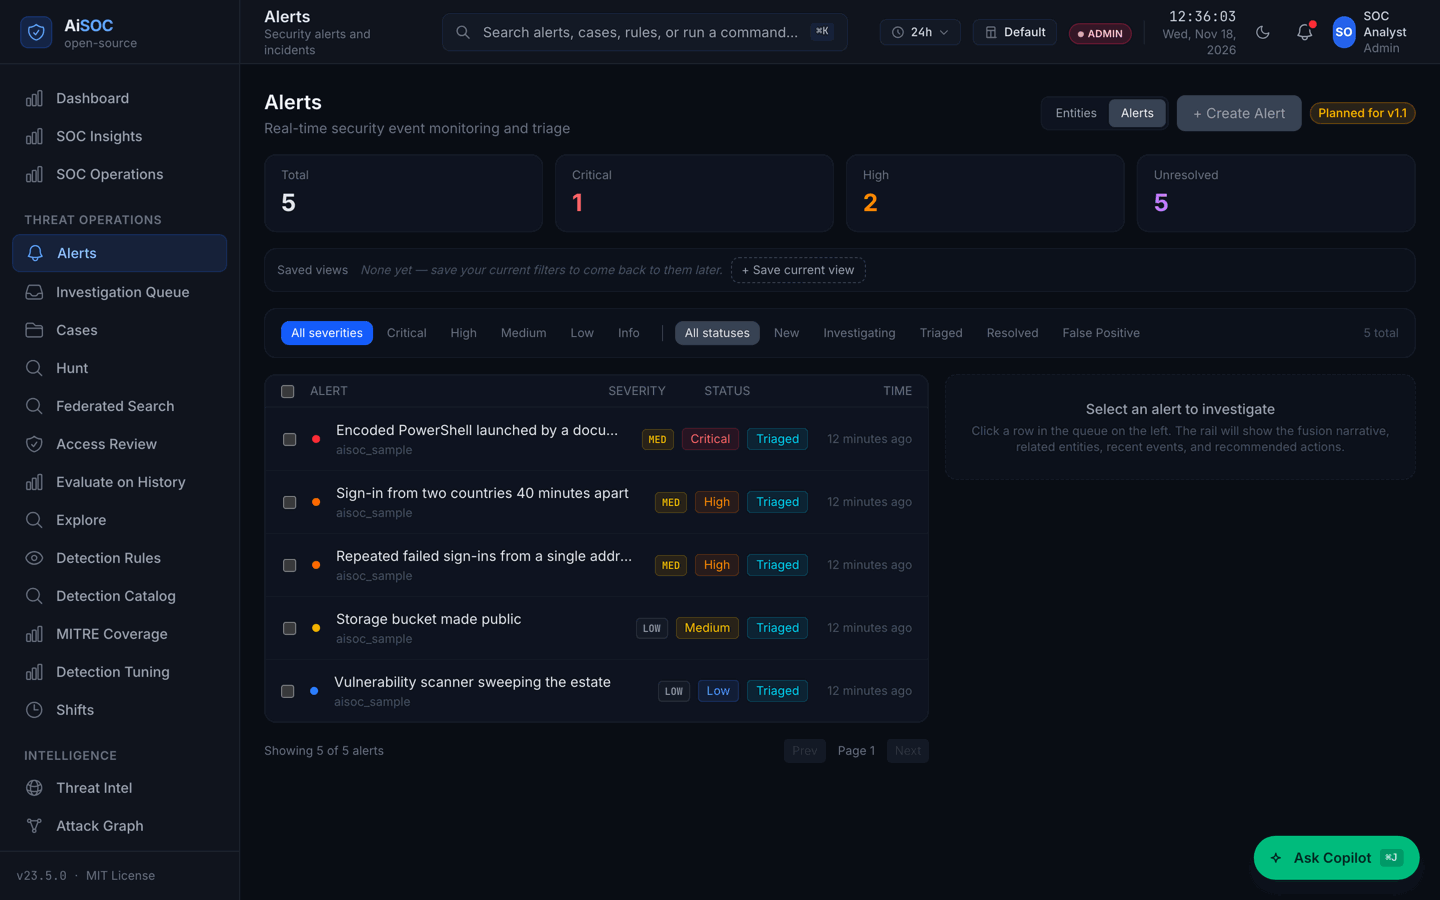 AiSOC
open-source
Dashboard
SOC Insights
SOC Operations
THREAT OPERATIONS
Alerts
Investigation Queue
Cases
Hunt
Federated Search
Access Review
Evaluate on History
Explore
Detection Rules
Detection Catalog
MITRE Coverage
Detection Tuning
Shifts
INTELLIGENCE
Threat Intel
Attack Graph
v23.5.0 · MIT License
Alerts
Security alerts and
incidents
Search alerts, cases, rules, or run a command... ⌘K
24h
Default
ADMIN
12:36:03
Wed, Nov 18,
2026
SO
SOC
Analyst
Admin
Alerts
Real-time security event monitoring and triage
Entities Alerts + Create Alert Planned for v1.1
Total
5
Critical
1
High
2
Unresolved
5
Saved views None yet — save your current filters to come back to them later. + Save current view
All severities Critical High Medium Low Info All statuses New Investigating Triaged Resolved False Positive 5 total
ALERT SEVERITY STATUS TIME
Encoded PowerShell launched by a docu... MED Critical Triaged 12 minutes ago
aisoc_sample
Sign-in from two countries 40 minutes apart MED High Triaged 12 minutes ago
aisoc_sample
Repeated failed sign-ins from a single addr... MED High Triaged 12 minutes ago
aisoc_sample
Storage bucket made public LOW Medium Triaged 12 minutes ago
aisoc_sample
Vulnerability scanner sweeping the estate LOW Low Triaged 12 minutes ago
aisoc_sample
Showing 5 of 5 alerts Prev Page 1 Next
Select an alert to investigate
Click a row in the queue on the left. The rail will show the fusion narrative,
related entities, recent events, and recommended actions.
Ask Copilot ⌘J